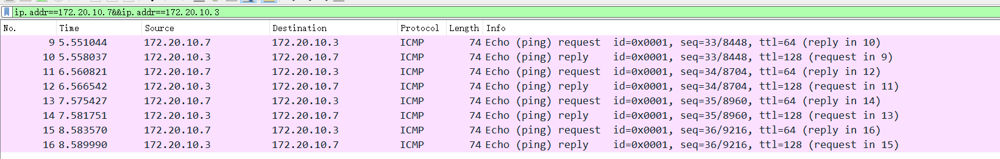 ip.addr==172.20.10.7&&ip.addr==172.20.10.3
No. Time Source Destination Protocol Length Info
9 5.551044 172.20.10.7 172.20.10.3 ICMP 74 Echo (ping) request id=0x0001, seq=33/8448, ttl=64 (reply in 10)
10 5.558037 172.20.10.3 172.20.10.7 ICMP 74 Echo (ping) reply id=0x0001, seq=33/8448, ttl=128 (request in 9)
11 6.560821 172.20.10.7 172.20.10.3 ICMP 74 Echo (ping) request id=0x0001, seq=34/8704, ttl=64 (reply in 12)
12 6.566542 172.20.10.3 172.20.10.7 ICMP 74 Echo (ping) reply id=0x0001, seq=34/8704, ttl=128 (request in 11)
13 7.575427 172.20.10.7 172.20.10.3 ICMP 74 Echo (ping) request id=0x0001, seq=35/8960, ttl=64 (reply in 14)
14 7.581751 172.20.10.3 172.20.10.7 ICMP 74 Echo (ping) reply id=0x0001, seq=35/8960, ttl=128 (request in 13)
15 8.583570 172.20.10.7 172.20.10.3 ICMP 74 Echo (ping) request id=0x0001, seq=36/9216, ttl=64 (reply in 16)
16 8.589990 172.20.10.3 172.20.10.7 ICMP 74 Echo (ping) reply id=0x0001, seq=36/9216, ttl=128 (request in 15)